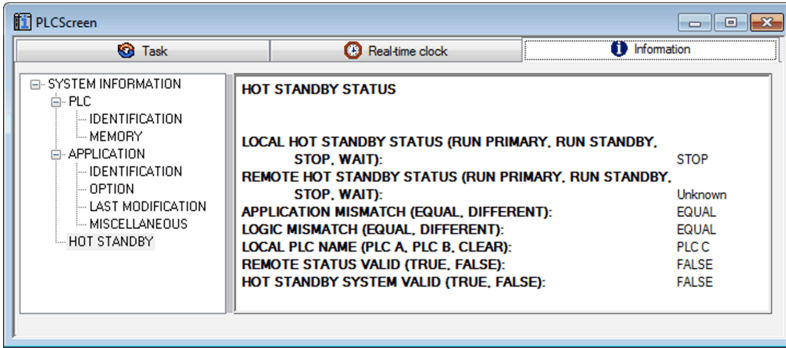 PLCScreen
Task
Real-time clock
Information
SYSTEM INFORMATION
PLC
IDENTIFICATION
MEMORY
APPLICATION
IDENTIFICATION
OPTION
LAST MODIFICATION
MISCELLANEOUS
HOT STANDBY
HOT STANDBY STATUS
LOCAL HOT STANDBY STATUS (RUN PRIMARY, RUN STANDBY,
STOP, WAIT): STOP
REMOTE HOT STANDBY STATUS (RUN PRIMARY, RUN STANDBY,
STOP, WAIT): Unknown
APPLICATION MISMATCH (EQUAL, DIFFERENT): EQUAL
LOGIC MISMATCH (EQUAL, DIFFERENT): EQUAL
LOCAL PLC NAME (PLC A, PLC B, CLEAR): PLC C
REMOTE STATUS VALID (TRUE, FALSE): FALSE
HOT STANDBY SYSTEM VALID (TRUE, FALSE): FALSE